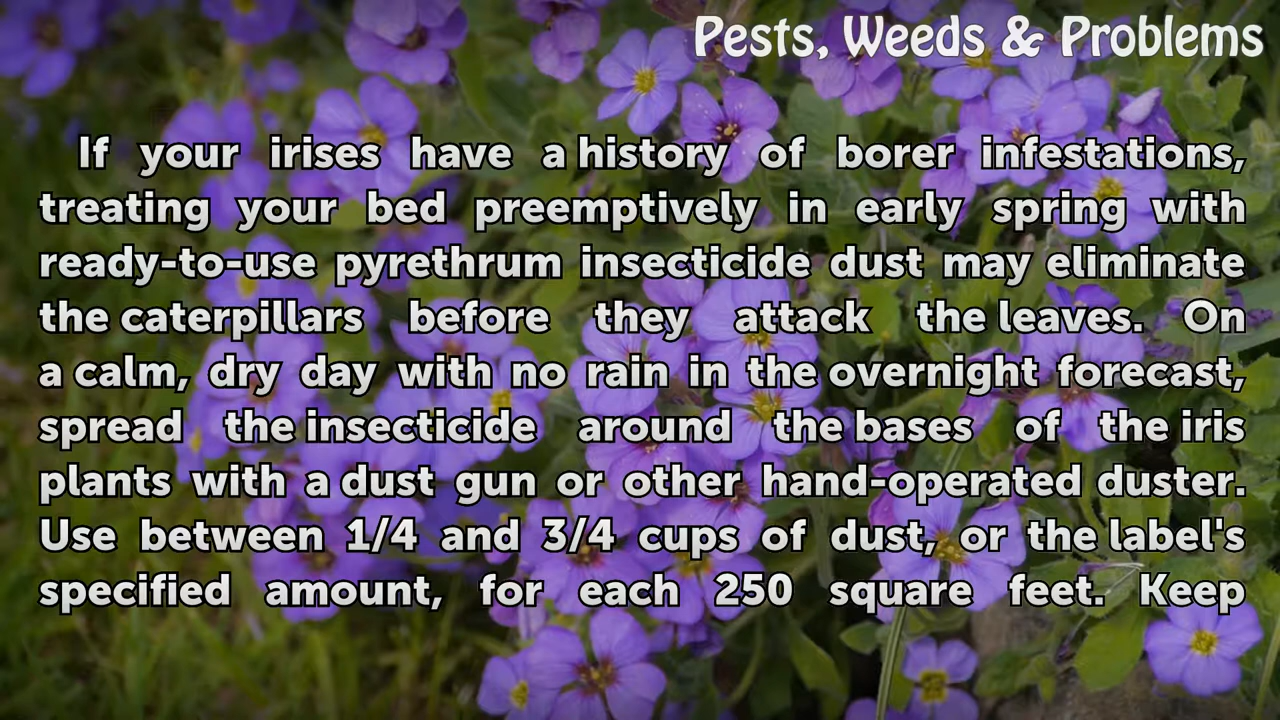 Pests, Weeds & Problems
If your irises have a history of borer infestations,
treating your bed preemptively in early spring with
ready-to-use pyrethrum insecticide dust may eliminate
the caterpillars before they attack the leaves. On
a calm, dry day with no rain in the overnight forecast,
spread the insecticide around the bases of the iris
plants with a dust gun or other hand-operated duster.
Use between 1/4 and 3/4 cups of dust, or the label's
specified amount, for each 250 square feet. Keep